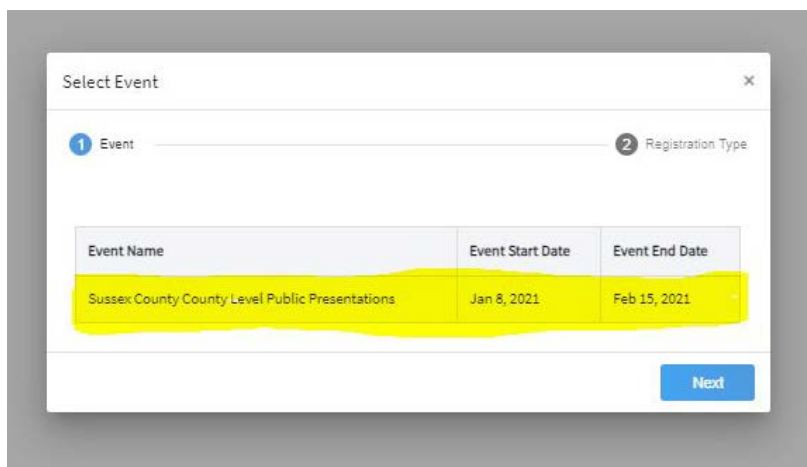 Select Event ×
1 Event 2 Registration Type
Event Name Event Start Date Event End Date
Sussex County County Level Public Presentations Jan 8, 2021 Feb 15, 2021
Next